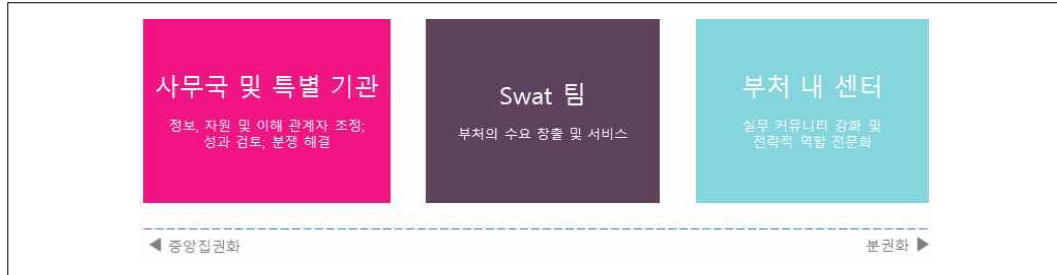 사무국 및 특별 기관
정보, 자원 및 이해 관계자 조정;
성과 검토; 분쟁 해결
Swat 팀
부처의 수요 창출 및 서비스
부처 내 센터
실무 커뮤니티 강화 및
전략적 역할 전문화
◀ 중앙집권화
분권화 ▶